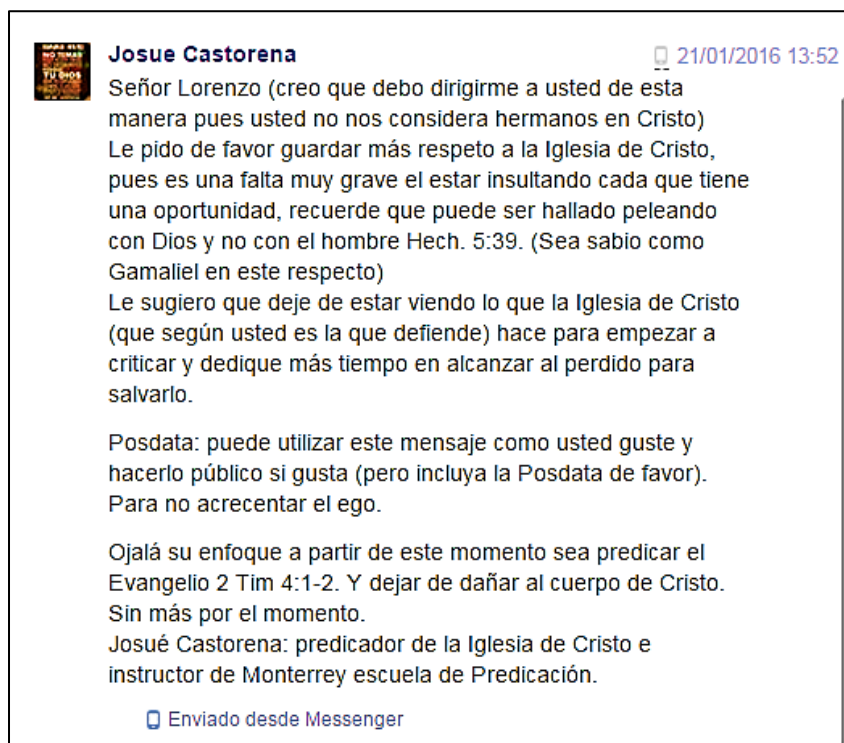 NO TEMAS
TU DIOS
Josue Castorena
21/01/2016 13:52
Señor Lorenzo (creo que debo dirigirme a usted de esta
manera pues usted no nos considera hermanos en Cristo)
Le pido de favor guardar más respeto a la Iglesia de Cristo,
pues es una falta muy grave el estar insultando cada que tiene
una oportunidad, recuerde que puede ser hallado peleando
con Dios y no con el hombre Hech. 5:39. (Sea sabio como
Gamaliel en este respecto)
Le sugiero que deje de estar viendo lo que la Iglesia de Cristo
(que según usted es la que defiende) hace para empezar a
criticar y dedique más tiempo en alcanzar al perdido para
salvarlo.
Posdata: puede utilizar este mensaje como usted guste y
hacerlo público si gusta (pero incluya la Posdata de favor).
Para no acrecentar el ego.
Ojalá su enfoque a partir de este momento sea predicar el
Evangelio 2 Tim 4:1-2. Y dejar de dañar al cuerpo de Cristo.
Sin más por el momento.
Josué Castorena: predicador de la Iglesia de Cristo e
instructor de Monterrey escuela de Predicación.
Enviado desde Messenger